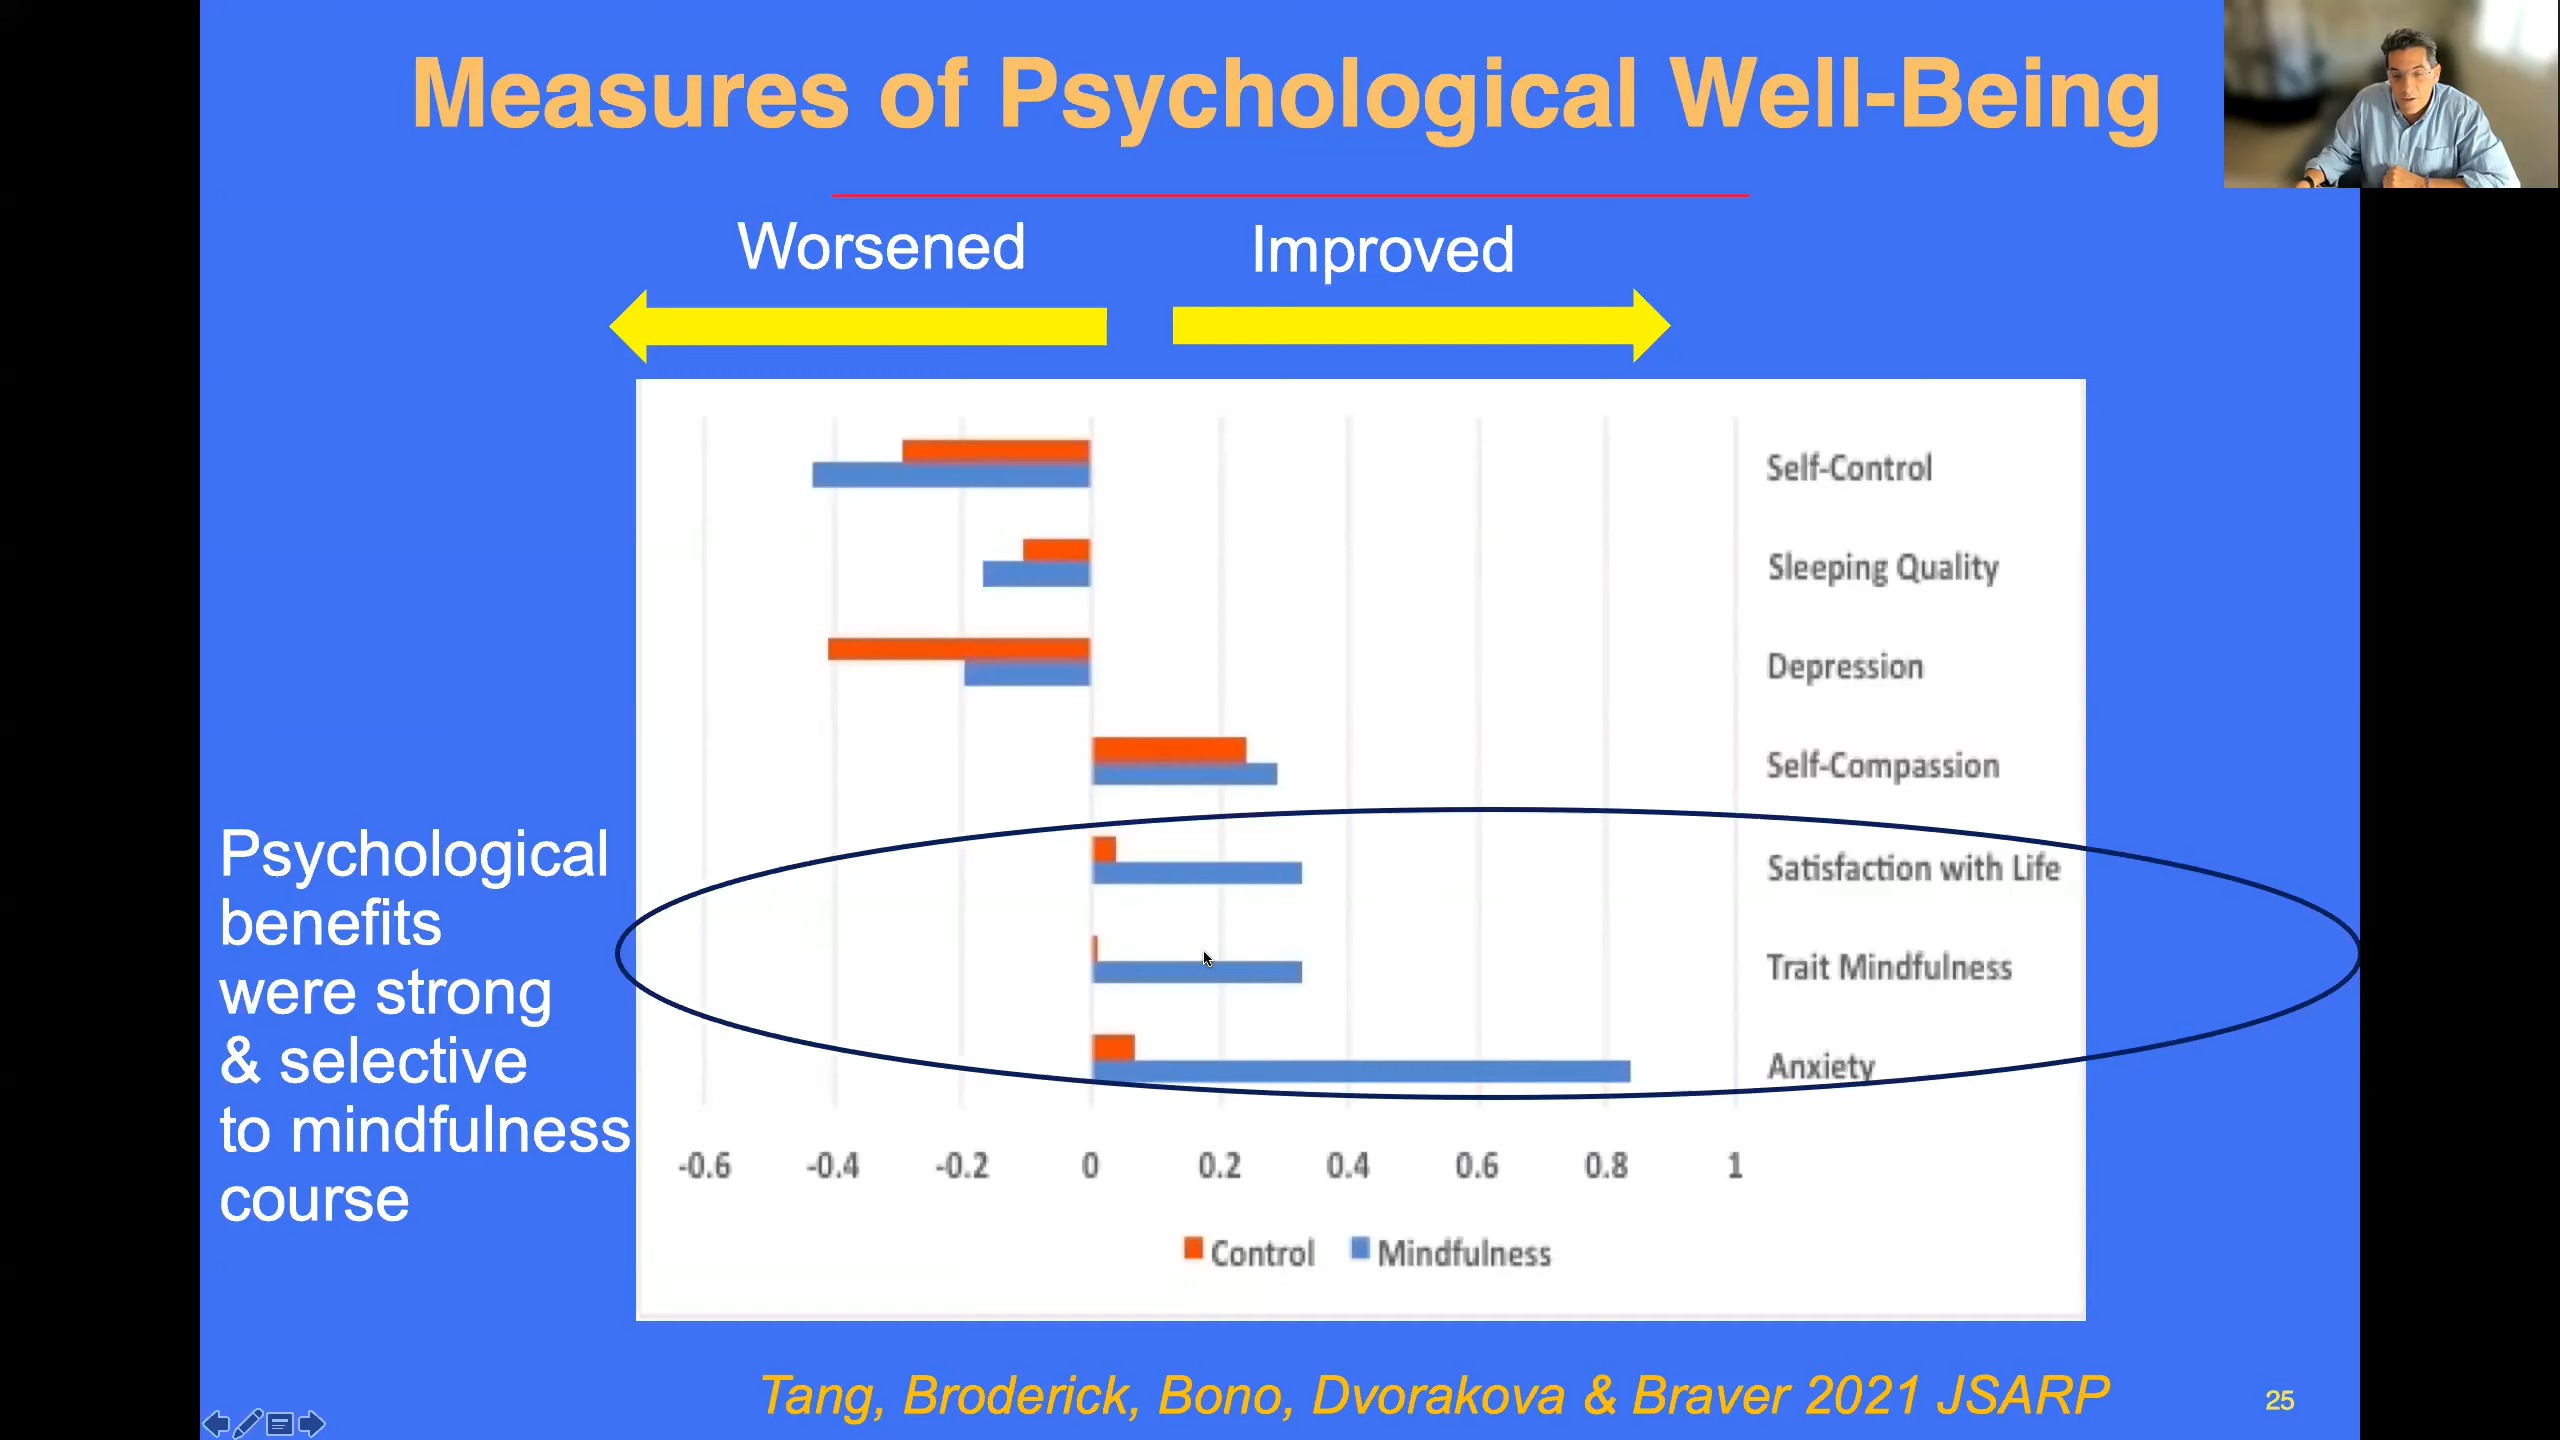 Measures of Psychological Well-Being
Worsened
Improved
Self-Control
Sleeping Quality
Depression
Self-Compassion
Satisfaction with Life
Trait Mindfulness
Anxiety
Psychological
benefits
were strong
& selective
to mindfulness
course
-0.6 -0.4 -0.2 0 0.2 0.4 0.6 0.8 1
Control Mindfulness
Tang, Broderick, Bono, Dvorakova & Braver 2021 JSARP
25